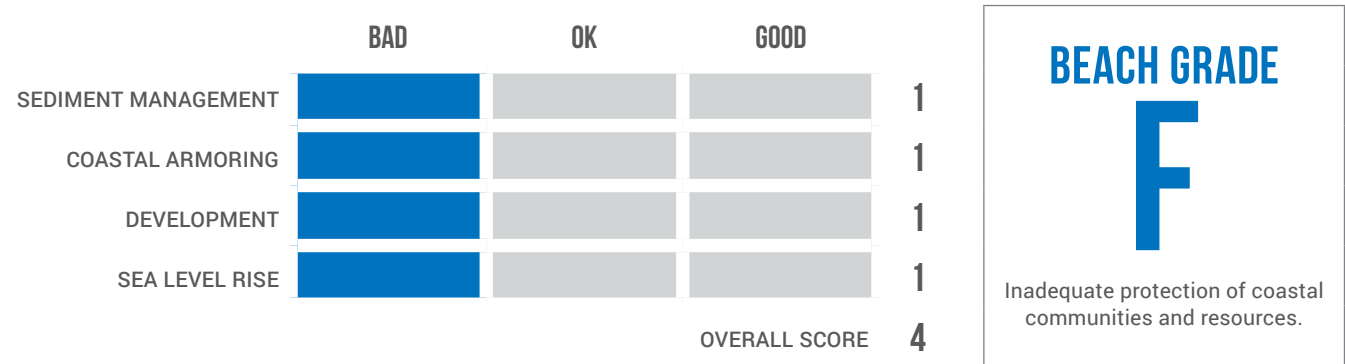 BAD OK GOOD
SEDIMENT MANAGEMENT 1
COASTAL ARMORING 1
DEVELOPMENT 1
SEA LEVEL RISE 1
OVERALL SCORE 4
BEACH GRADE
F
Inadequate protection of coastal
communities and resources.